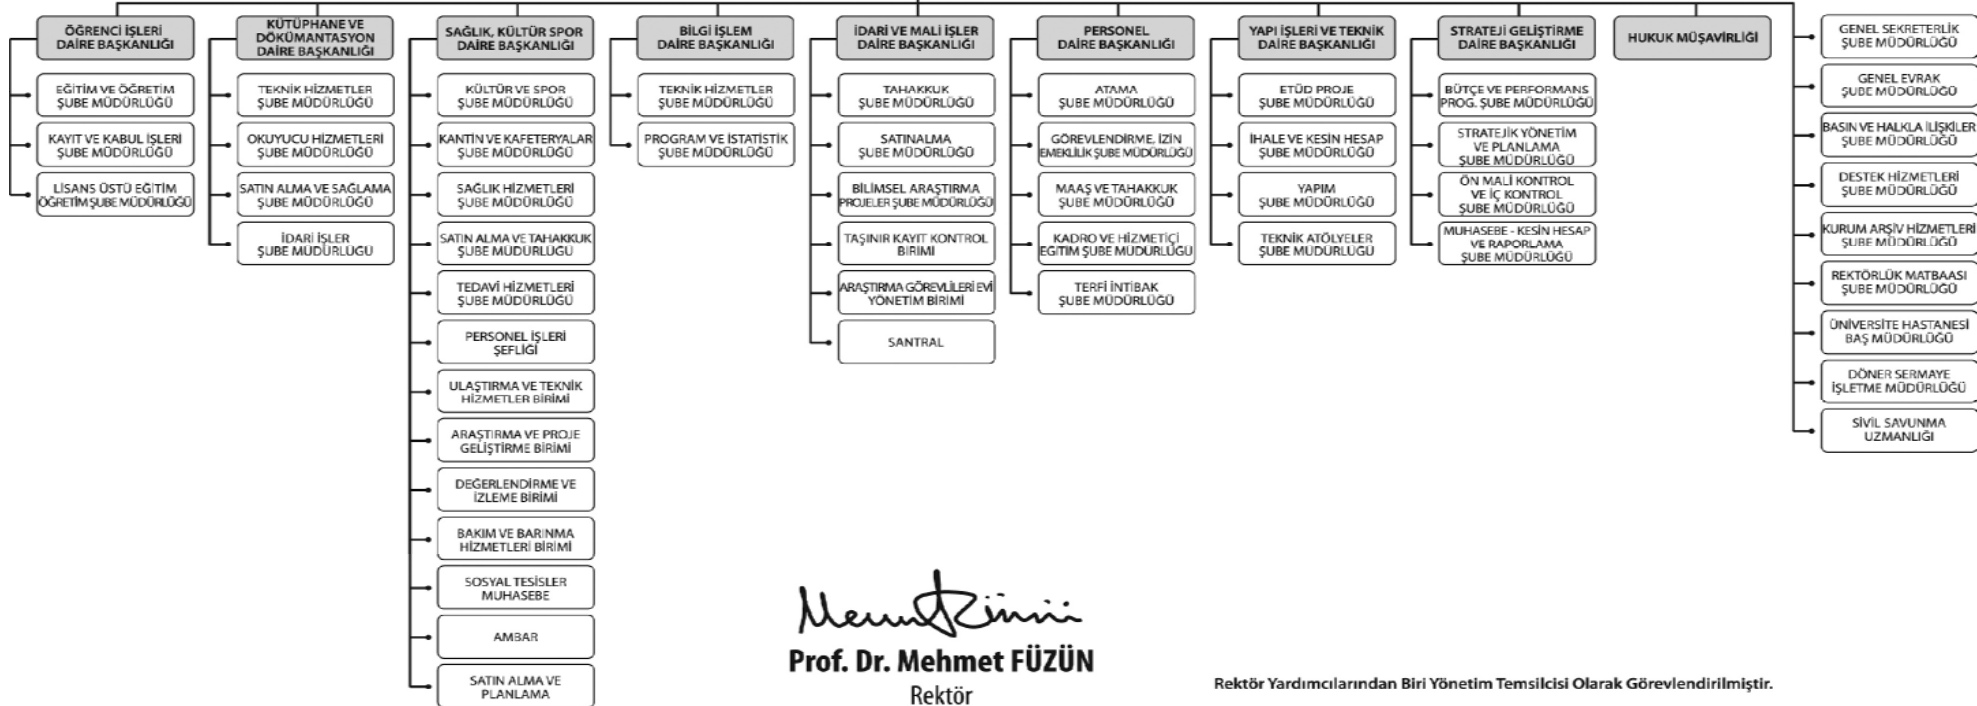 ÖĞRENCİ İŞLERİ
DAİRE BAŞKANLIĞI
EĞİTİM VE ÖĞRETİM
ŞUBE MÜDÜRLÜĞÜ
KAYIT VE KABUL İŞLERİ
ŞUBE MÜDÜRLÜĞÜ
LİSANS ÜSTÜ EĞİTİM
ÖĞRETİM ŞUBE MÜDÜRLÜĞÜ
KÜTÜPHANE VE
DÖKÜMANTASYON
DAİRE BAŞKANLIĞI
TEKNİK HİZMETLER
ŞUBE MÜDÜRLÜĞÜ
OKUYUCU HİZMETLERİ
ŞUBE MÜDÜRLÜĞÜ
SATIN ALMA VE SAĞLAMA
ŞUBE MÜDÜRLÜĞÜ
İDARİ İŞLER
ŞUBE MÜDÜRLÜĞÜ
SAĞLIK, KÜLTÜR SPOR
DAİRE BAŞKANLIĞI
KÜLTÜR VE SPOR
ŞUBE MÜDÜRLÜĞÜ
KANTİN VE KAFETERYALAR
ŞUBE MÜDÜRLÜĞÜ
SAĞLIK HİZMETLERİ
ŞUBE MÜDÜRLÜĞÜ
SATIN ALMA VE TAHAKKUK
ŞUBE MÜDÜRLÜĞÜ
TEDAVİ HİZMETLERİ
ŞUBE MÜDÜRLÜĞÜ
PERSONEL İŞLERİ
ŞEFLİĞİ
ULAŞTIRMA VE TEKNİK
HİZMETLER BİRİMİ
ARAŞTIRMA VE PROJE
GELİŞTİRME BİRİMİ
DEĞERLENDİRME VE
İZLEME BİRİMİ
BAKIM VE BARINMA
HİZMETLERİ BİRİMİ
SOSYAL TESİSLER
MUHASEBE
AMBAR
SATIN ALMA VE
PLANLAMA
BİLGİ İŞLEM
DAİRE BAŞKANLIĞI
TEKNİK HİZMETLER
ŞUBE MÜDÜRLÜĞÜ
PROGRAM VE İSTATİSTİK
ŞUBE MÜDÜRLÜĞÜ
İDARİ VE MALİ İŞLER
DAİRE BAŞKANLIĞI
TAHAKKUK
ŞUBE MÜDÜRLÜĞÜ
SATINALMA
ŞUBE MÜDÜRLÜĞÜ
BİLİMSEL ARAŞTIRMA
PROJELER ŞUBE MÜDÜRLÜĞÜ
TAŞINIR KAYIT KONTROL
BİRİMİ
ARAŞTIRMA GÖREVLİLERİ EVİ
YÖNETİM BİRİMİ
SANTRAL
PERSONEL
DAİRE BAŞKANLIĞI
ATAMA
ŞUBE MÜDÜRLÜĞÜ
GÖREVLENDİRME, İZİN
EMEKLİLİK ŞUBE MÜDÜRLÜĞÜ
MAAŞ VE TAHAKKUK
ŞUBE MÜDÜRLÜĞÜ
KADRO VE HİZMETİÇİ
EĞİTİM ŞUBE MÜDÜRLÜĞÜ
TERFİ İNTİBAK
ŞUBE MÜDÜRLÜĞÜ
YAPI İŞLERİ VE TEKNİK
DAİRE BAŞKANLIĞI
ETÜD PROJE
ŞUBE MÜDÜRLÜĞÜ
İHALE VE KESİN HESAP
ŞUBE MÜDÜRLÜĞÜ
YAPIM
ŞUBE MÜDÜRLÜĞÜ
TEKNİK ATÖLYELER
ŞUBE MÜDÜRLÜĞÜ
STRATEJİ GELİŞTİRME
DAİRE BAŞKANLIĞI
BÜTÇE VE PERFORMANS
PROG. ŞUBE MÜDÜRLÜĞÜ
STRATEJİK YÖNETİM
VE PLANLAMA
ŞUBE MÜDÜRLÜĞÜ
ÖN MALİ KONTROL
VE İÇ KONTROL
ŞUBE MÜDÜRLÜĞÜ
MUHASEBE - KESİN HESAP
VE RAPORLAMA
ŞUBE MÜDÜRLÜĞÜ
HUKUK MÜŞAVİRLİĞİ
GENEL SEKRETERLİK
ŞUBE MÜDÜRLÜĞÜ
GENEL EVRAK
ŞUBE MÜDÜRLÜĞÜ
BASIN VE HALKLA İLİŞKİLER
ŞUBE MÜDÜRLÜĞÜ
DESTEK HİZMETLERİ
ŞUBE MÜDÜRLÜĞÜ
KURUM ARŞİV HİZMETLERİ
ŞUBE MÜDÜRLÜĞÜ
REKTÖRLÜK MATBAASI
ŞUBE MÜDÜRLÜĞÜ
ÜNİVERSİTE HASTANESİ
BAŞ MÜDÜRLÜĞÜ
DÖNER SERMAYE
İŞLETME MÜDÜRLÜĞÜ
SİVİL SAVUNMA
UZMANLIĞI
Prof. Dr. Mehmet FÜZÜN
Rektör
Rektör Yardımcılarından Biri Yönetim Temsilcisi Olarak Görevlendirilmiştir.